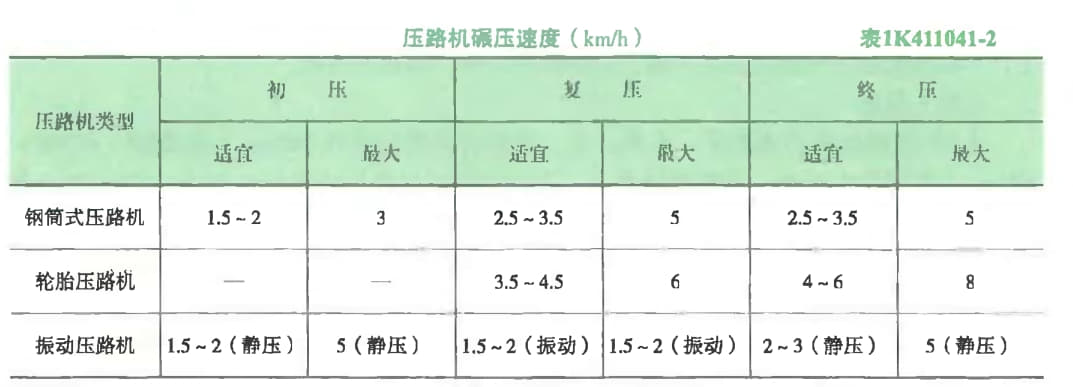 压路机碾压速度（km/h） 表1K411041-2
压路机类型 初 压 复 压 终 压
适宜 最大 适宜 最大 适宜 最大
钢筒式压路机 1.5~2 3 2.5~3.5 5 2.5~3.5 5
轮胎压路机 — — 3.5~4.5 6 4~6 8
振动压路机 1.5~2（静压） 5（静压） 1.5~2（振动） 1.5~2（振动） 2~3（静压） 5（静压）